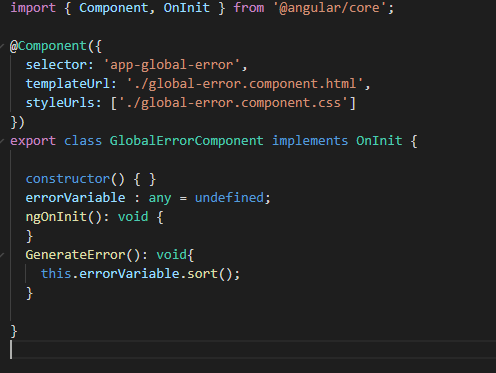 import { Component, OnInit } from '@angular/core';
@Component({
selector: 'app-global-error',
templateUrl: './global-error.component.html',
styleUrls: ['./global-error.component.css']
})
export class GlobalErrorComponent implements OnInit {
constructor() { }
errorVariable : any = undefined;
ngOnInit(): void {
}
GenerateError(): void{
this.errorVariable.sort();
}
}